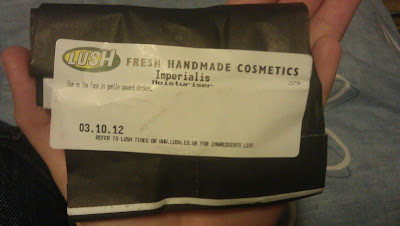 LUSH FRESH HANDMADE COSMETICS
Imperialis
Moisturiser
Use on the face in gentle upward strokes.
03.10.12
REFER TO LUSH TIMES OR WWW.LUSH.CO.UK FOR INGREDIENTS LIST